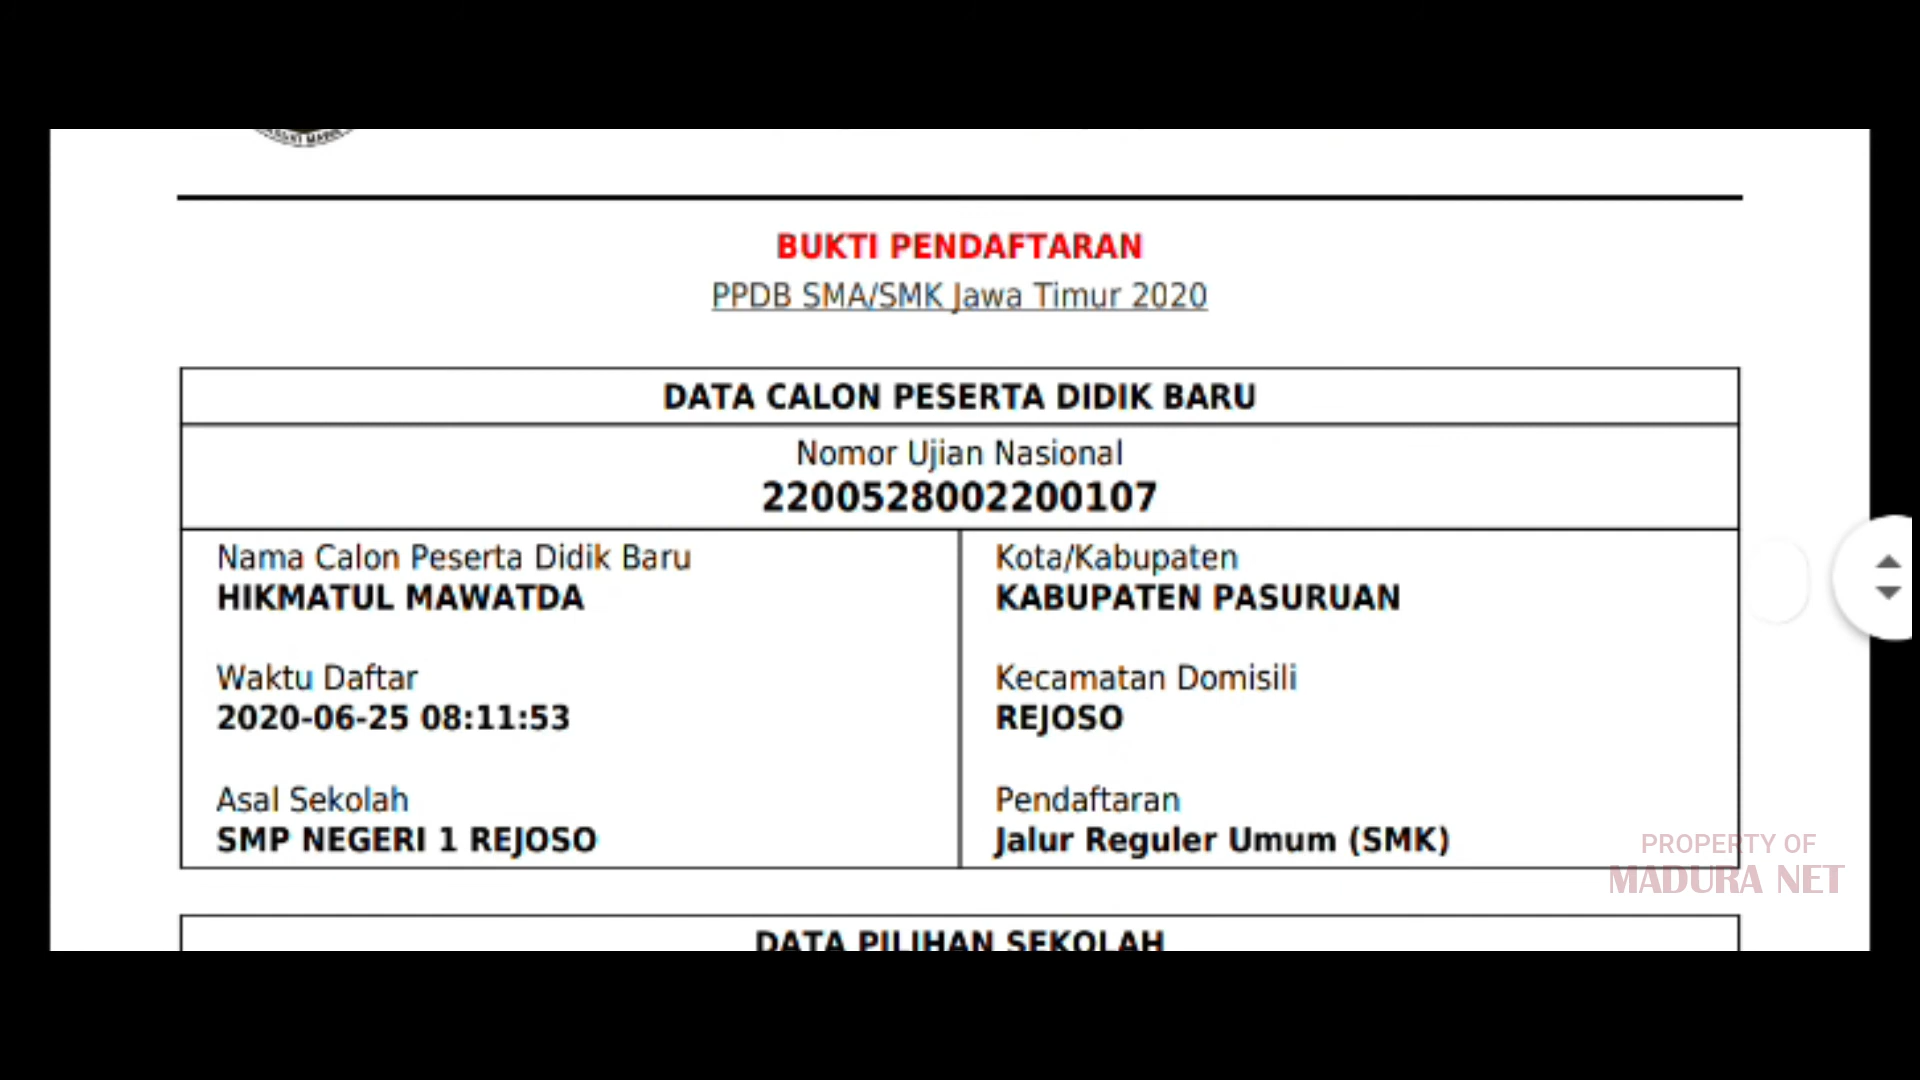 BUKTI PENDAFTARAN
PPDB SMA/SMK Jawa Timur 2020
DATA CALON PESERTA DIDIK BARU
Nomor Ujian Nasional
2200528002200107
Nama Calon Peserta Didik Baru
HIKMATUL MAWATDA
Waktu Daftar
2020-06-25 08:11:53
Asal Sekolah
SMP NEGERI 1 REJOSO
Kota/Kabupaten
KABUPATEN PASURUAN
Kecamatan Domisili
REJOSO
Pendaftaran
Jalur Reguler Umum (SMK)
PROPERTY OF
MADURA NET
DATA PILIHAN SEKOLAH